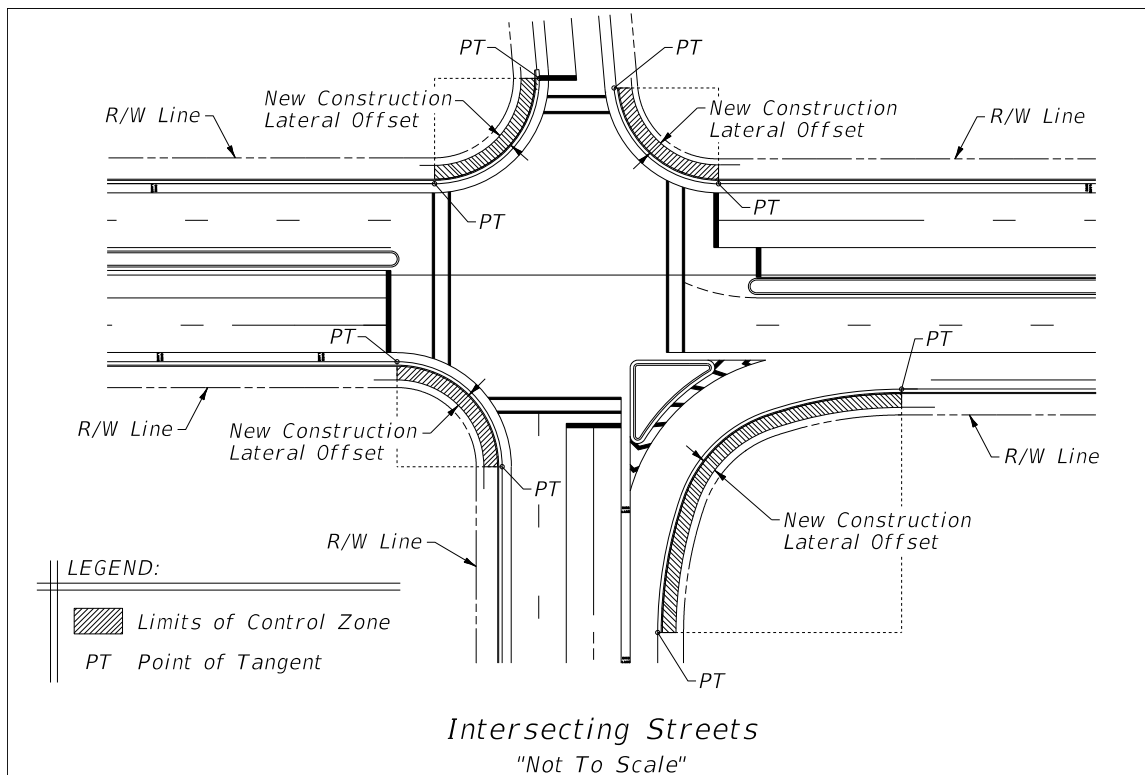 PT
PT
New Construction
Lateral Offset
R/W Line
New Construction
Lateral Offset
R/W Line
PT
PT
PT
PT
R/W Line
New Construction
Lateral Offset
R/W Line
PT
New Construction
Lateral Offset
R/W Line
LEGEND:
Limits of Control Zone
PT Point of Tangent
PT
Intersecting Streets
"Not To Scale"